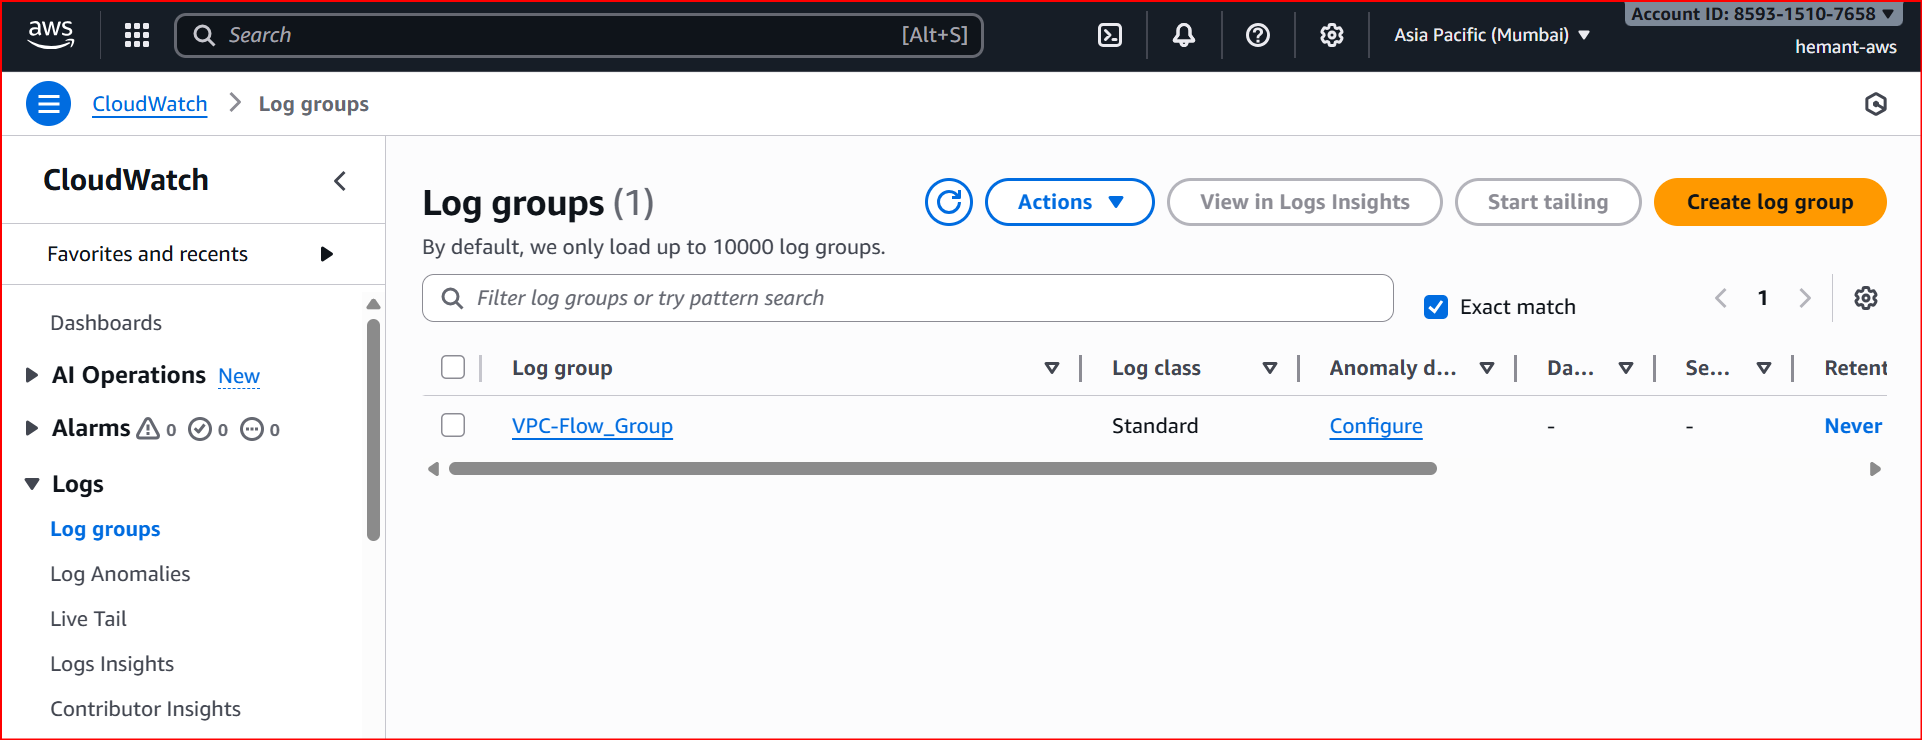 aws
Search [Alt+S]
Asia Pacific (Mumbai)
Account ID: 8593-1510-7658
hemant-aws
CloudWatch > Log groups
CloudWatch
Favorites and recents
Dashboards
AI Operations New
Alarms 0 0 0
Logs
Log groups
Log Anomalies
Live Tail
Logs Insights
Contributor Insights
Log groups (1)
Actions
View in Logs Insights
Start tailing
Create log group
By default, we only load up to 10000 log groups.
Filter log groups or try pattern search
Exact match
1
Log group Log class Anomaly d... Da... Se... Retent
VPC-Flow_Group Standard Configure - - Never